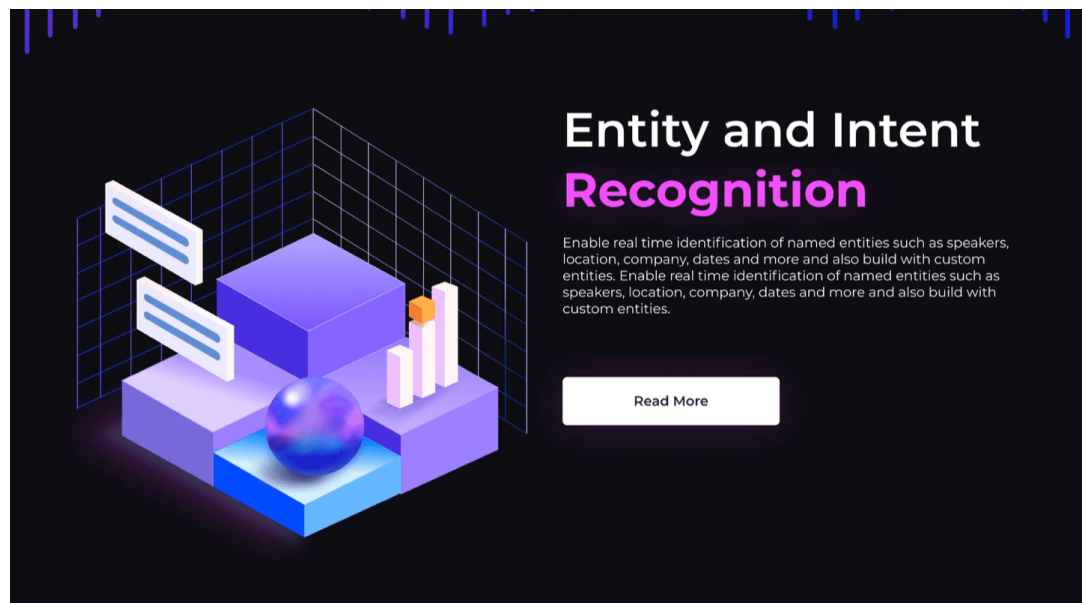 Entity and Intent
Recognition
Enable real time identification of named entities such as speakers,
location, company, dates and more and also build with custom
entities. Enable real time identification of named entities such as
speakers, location, company, dates and more and also build with
custom entities.
Read More